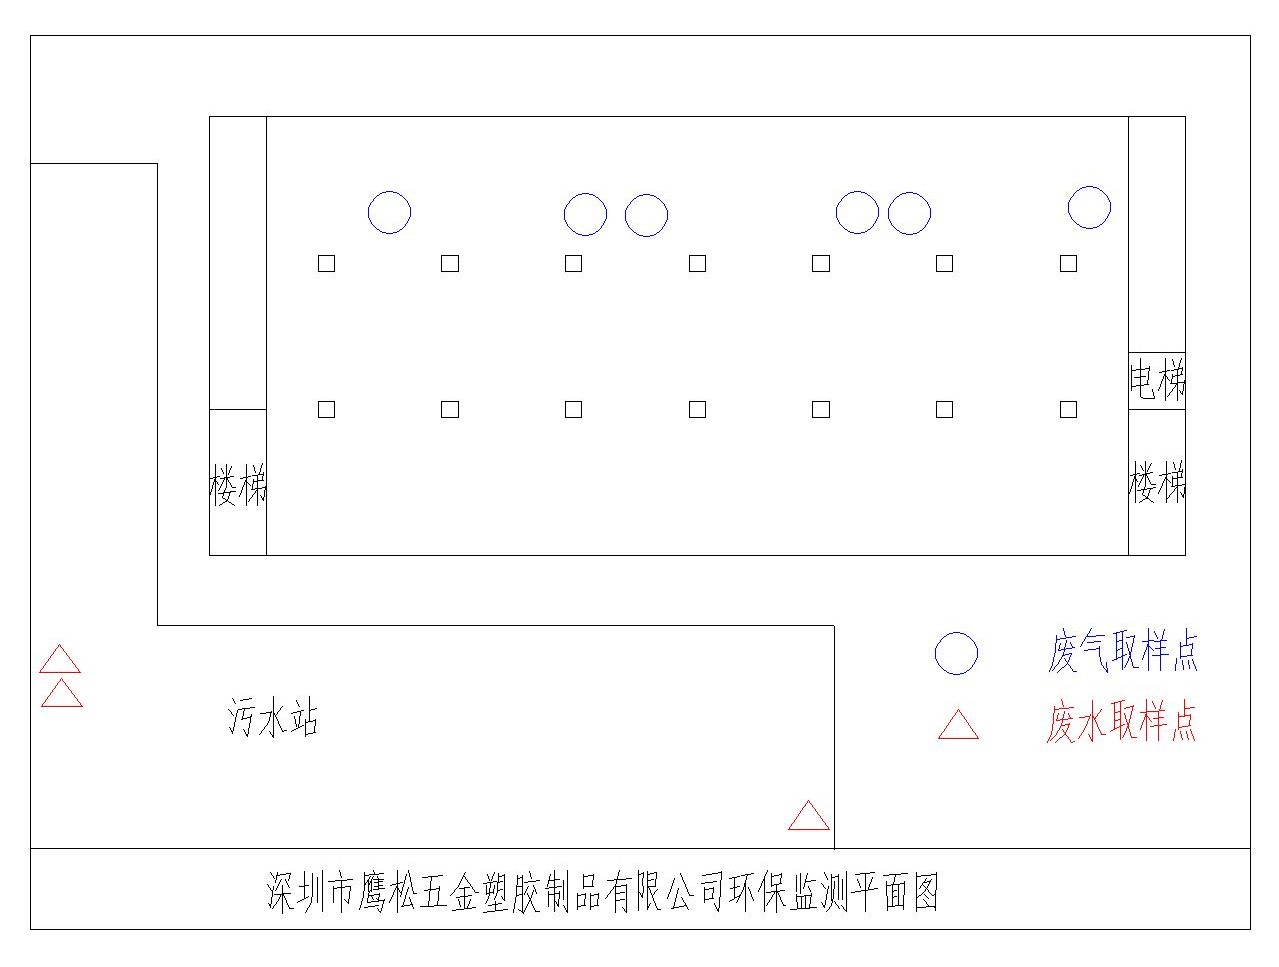 电梯
楼梯
楼梯
废气取样点
污水站
废水取样点
深圳市鹰松五金塑胶制品有限公司环保监测平面图